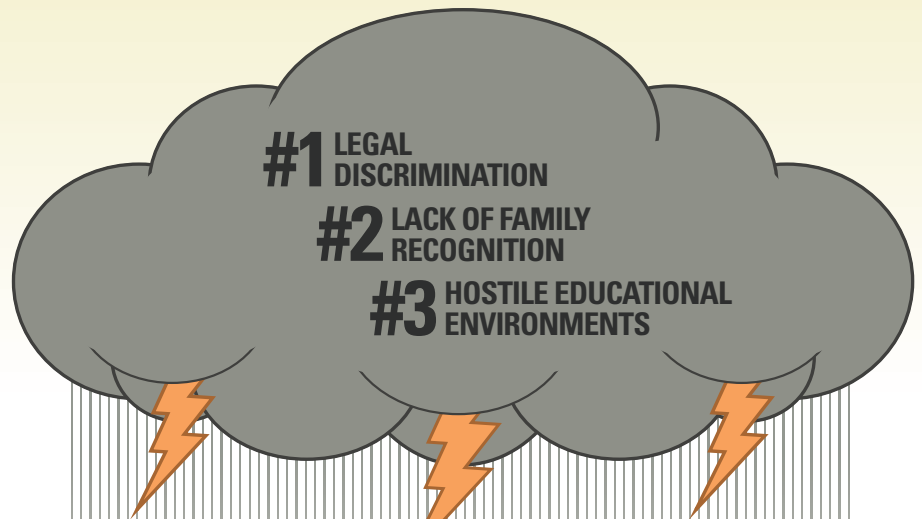 #1 LEGAL
DISCRIMINATION
#2 LACK OF FAMILY
RECOGNITION
#3 HOSTILE EDUCATIONAL
ENVIRONMENTS